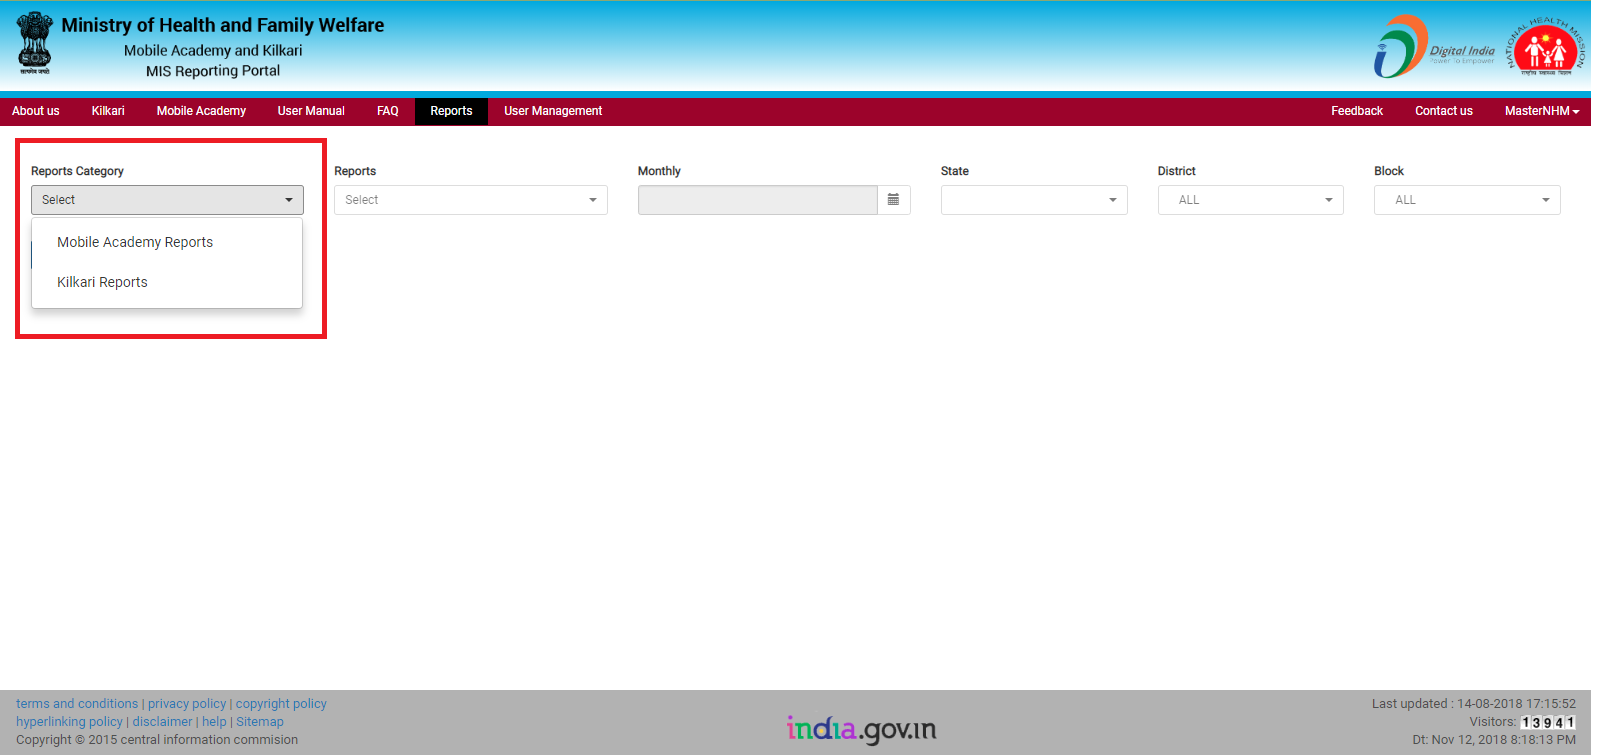 Ministry of Health and Family Welfare
Mobile Academy and Kilkari
MIS Reporting Portal
सत्यमेव जयते
Digital India
Power To Empower
NATIONAL HEALTH MISSION
राष्ट्रीय स्वास्थ्य मिशन
About us Kilkari Mobile Academy User Manual FAQ Reports User Management Feedback Contact us MasterNHM
Reports Category Reports Monthly State District Block
Select Select ALL ALL
Mobile Academy Reports
Kilkari Reports
terms and conditions | privacy policy | copyright policy
hyperlinking policy | disclaimer | help | Sitemap
Copyright © 2015 central information commision
india.gov.in
Last updated : 14-08-2018 17:15:52
Visitors: 13941
Dt: Nov 12, 2018 8:18:13 PM